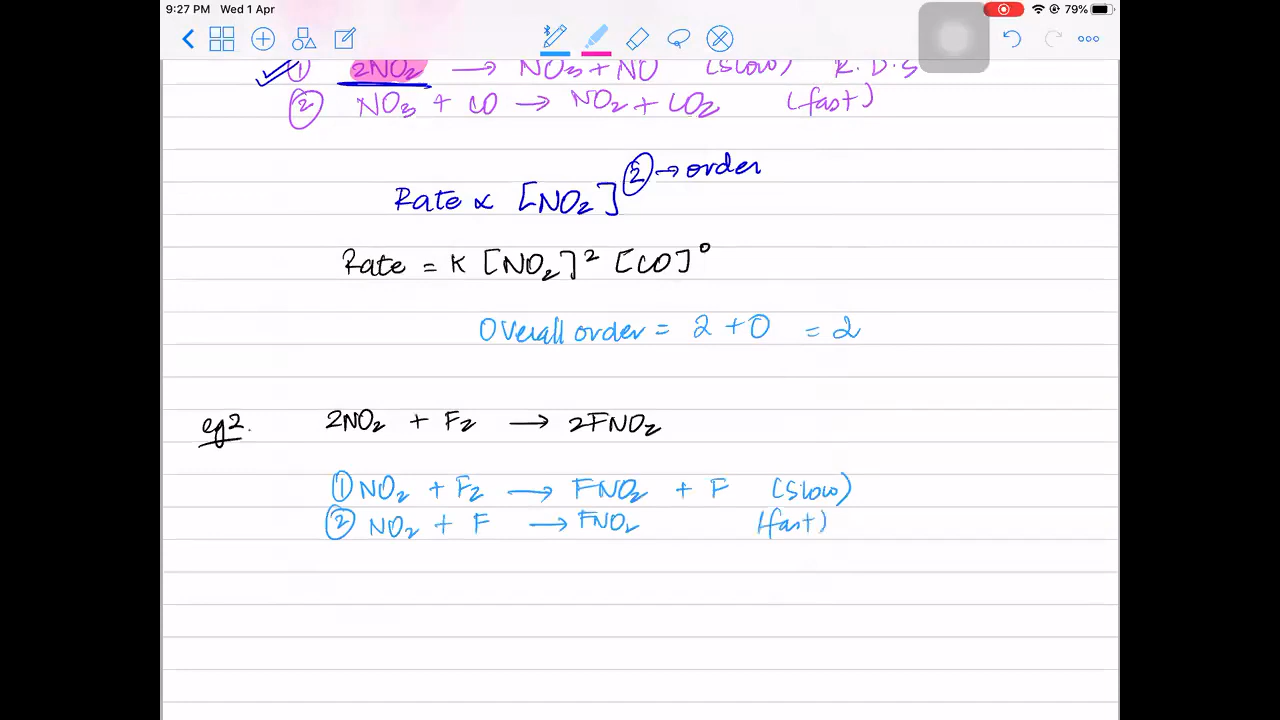 9:27 PM Wed 1 Apr 79%
① 2NO₂ → NO₃ + NO (slow) R.D.S
② NO₃ + CO → NO₂ + CO₂ (fast)
Rate ∝ [NO₂]² → order
Rate = K [NO₂]² [CO]⁰
Overall order = 2 + 0 = 2
eg2. 2NO₂ + F₂ → 2FNO₂
① NO₂ + F₂ → FNO₂ + F (Slow)
② NO₂ + F → FNO₂ (fast)